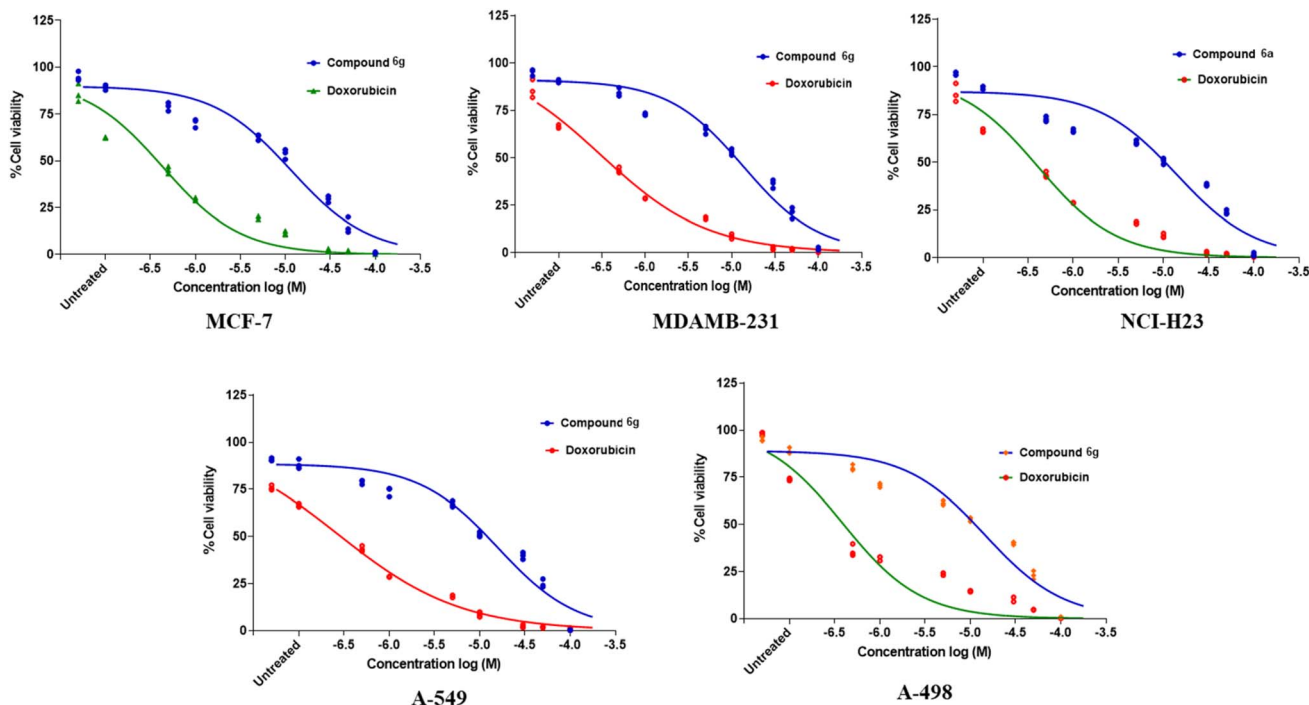 125
100
75
50
25
0
% Cell viability
Compound 6g
Doxorubicin
Untreated
-6.5 -6.0 -5.5 -5.0 -4.5 -4.0 -3.5
Concentration log (M)
MCF-7
125
100
75
50
25
0
% Cell viability
Compound 6g
Doxorubicin
Untreated
-6.5 -6.0 -5.5 -5.0 -4.5 -4.0 -3.5
Concentration log (M)
MDAMB-231
125
100
75
50
25
0
% Cell viability
Compound 6a
Doxorubicin
Untreated
-6.5 -6.0 -5.5 -5.0 -4.5 -4.0 -3.5
Concentration log (M)
NCI-H23
125
100
75
50
25
0
% Cell viability
Compound 6g
Doxorubicin
Untreated
-6.5 -6.0 -5.5 -5.0 -4.5 -4.0 -3.5
Concentration log (M)
A-549
125
100
75
50
25
0
% Cell viability
Compound 6g
Doxorubicin
Untreated
-6.5 -6.0 -5.5 -5.0 -4.5 -4.0 -3.5
Concentration log (M)
A-498